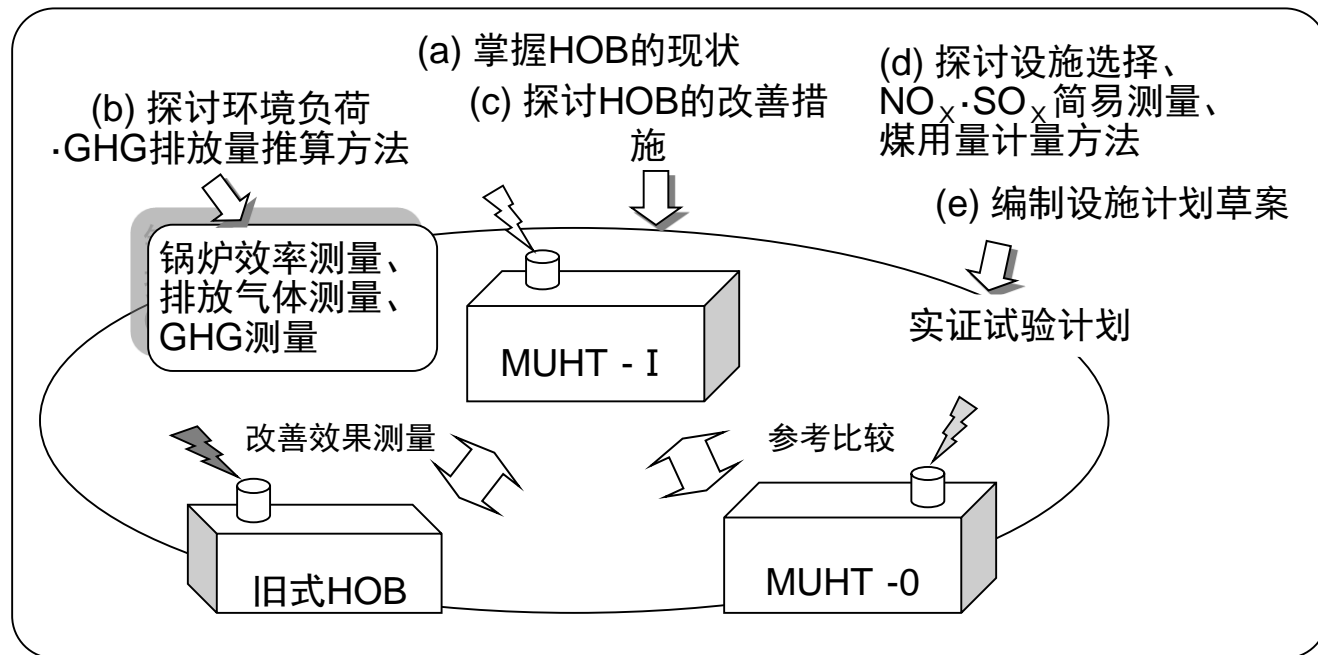 (a) 掌握HOB的现状
(c) 探讨HOB的改善措
施
(b) 探讨环境负荷
·GHG排放量推算方法
(d) 探讨设施选择、
NOX·SOX简易测量、
煤用量计量方法
(e) 编制设施计划草案
锅炉效率测量、
排放气体测量、
GHG测量
实证试验计划
MUHT - I
改善效果测量
参考比较
旧式HOB
MUHT -0